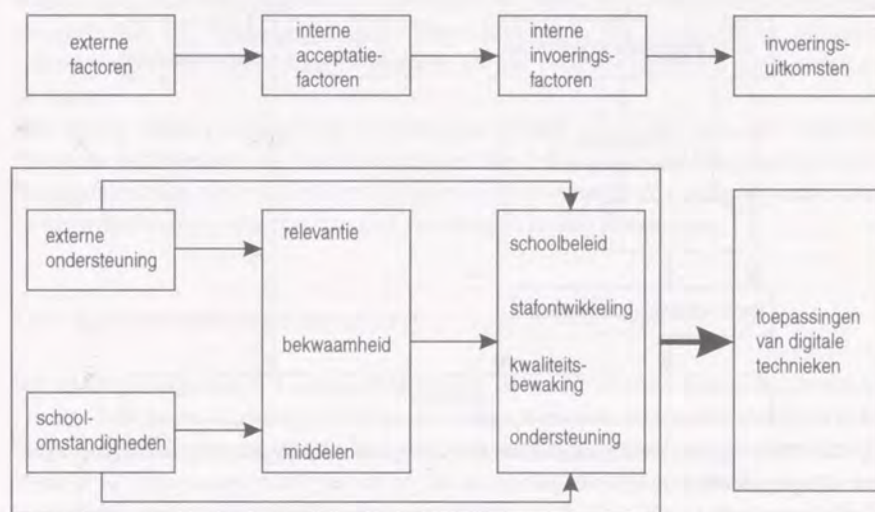 externe
factoren
interne
acceptatie-
factoren
interne
invoerings-
factoren
invoerings-
uitkomsten
externe
ondersteuning
school-
omstandigheden
relevantie
bekwaamheid
middelen
schoolbeleid
stafontwikkeling
kwaliteits-
bewaking
ondersteuning
toepassingen
van digitale
technieken